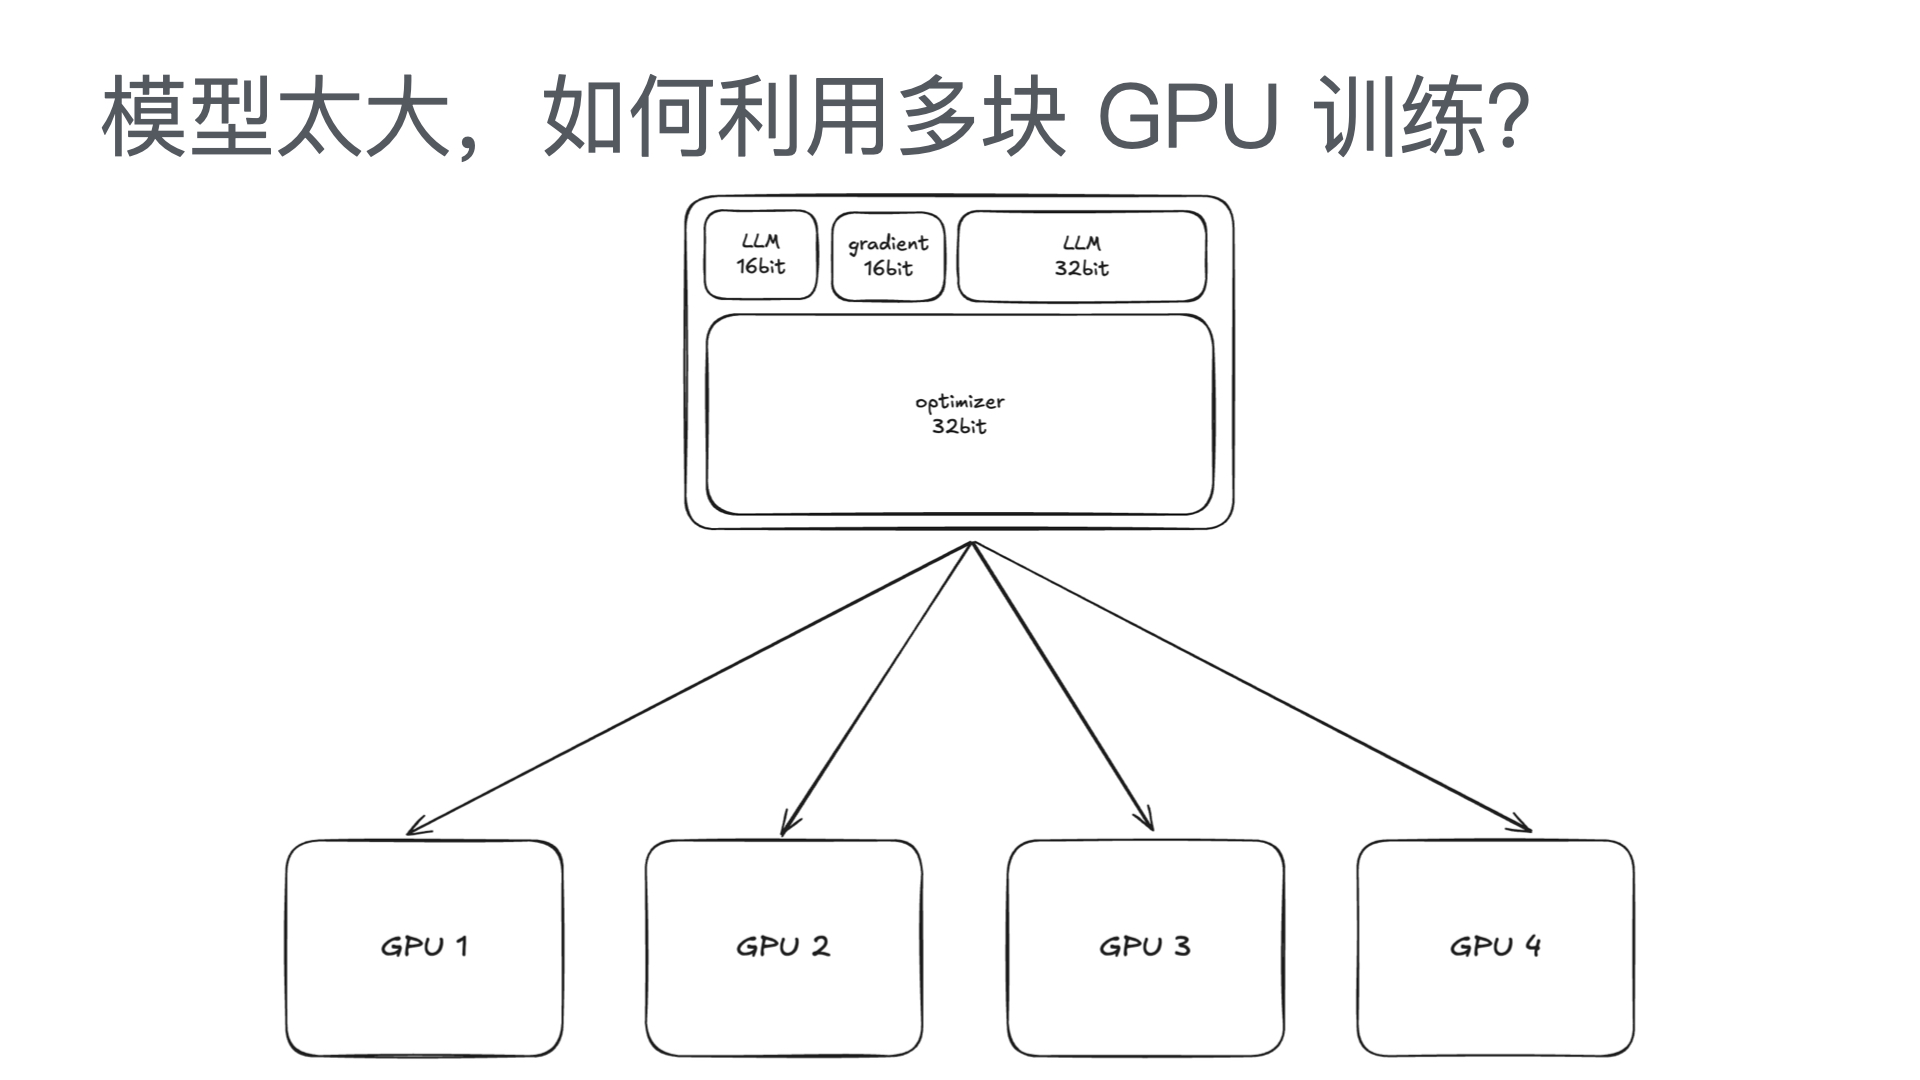 模型太大，如何利用多块 GPU 训练?
LLM
16bit
gradient
16bit
LLM
32bit
optimizer
32bit
GPU 1
GPU 2
GPU 3
GPU 4